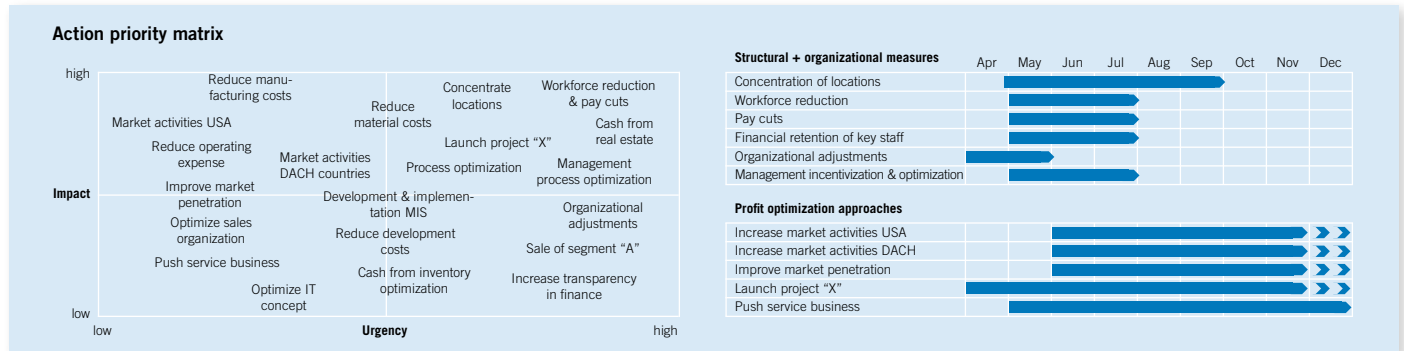 Action priority matrix
high
Reduce manu-
facturing costs
Concentrate
locations
Workforce reduction
& pay cuts
Reduce
material costs
Market activities USA
Cash from
real estate
Launch project “X”
Reduce operating
expense
Market activities
DACH countries
Process optimization
Management
process optimization
Impact
Improve market
penetration
Development & implemen-
tation MIS
Organizational
adjustments
Optimize sales
organization
Reduce development
costs
Sale of segment “A”
Push service business
Cash from inventory
optimization
Increase transparency
in finance
Optimize IT
concept
low
low
Urgency
high
Structural + organizational measures
Apr May Jun Jul Aug Sep Oct Nov Dec
Concentration of locations
Workforce reduction
Pay cuts
Financial retention of key staff
Organizational adjustments
Management incentivization & optimization
Profit optimization approaches
Increase market activities USA
Increase market activities DACH
Improve market penetration
Launch project “X”
Push service business